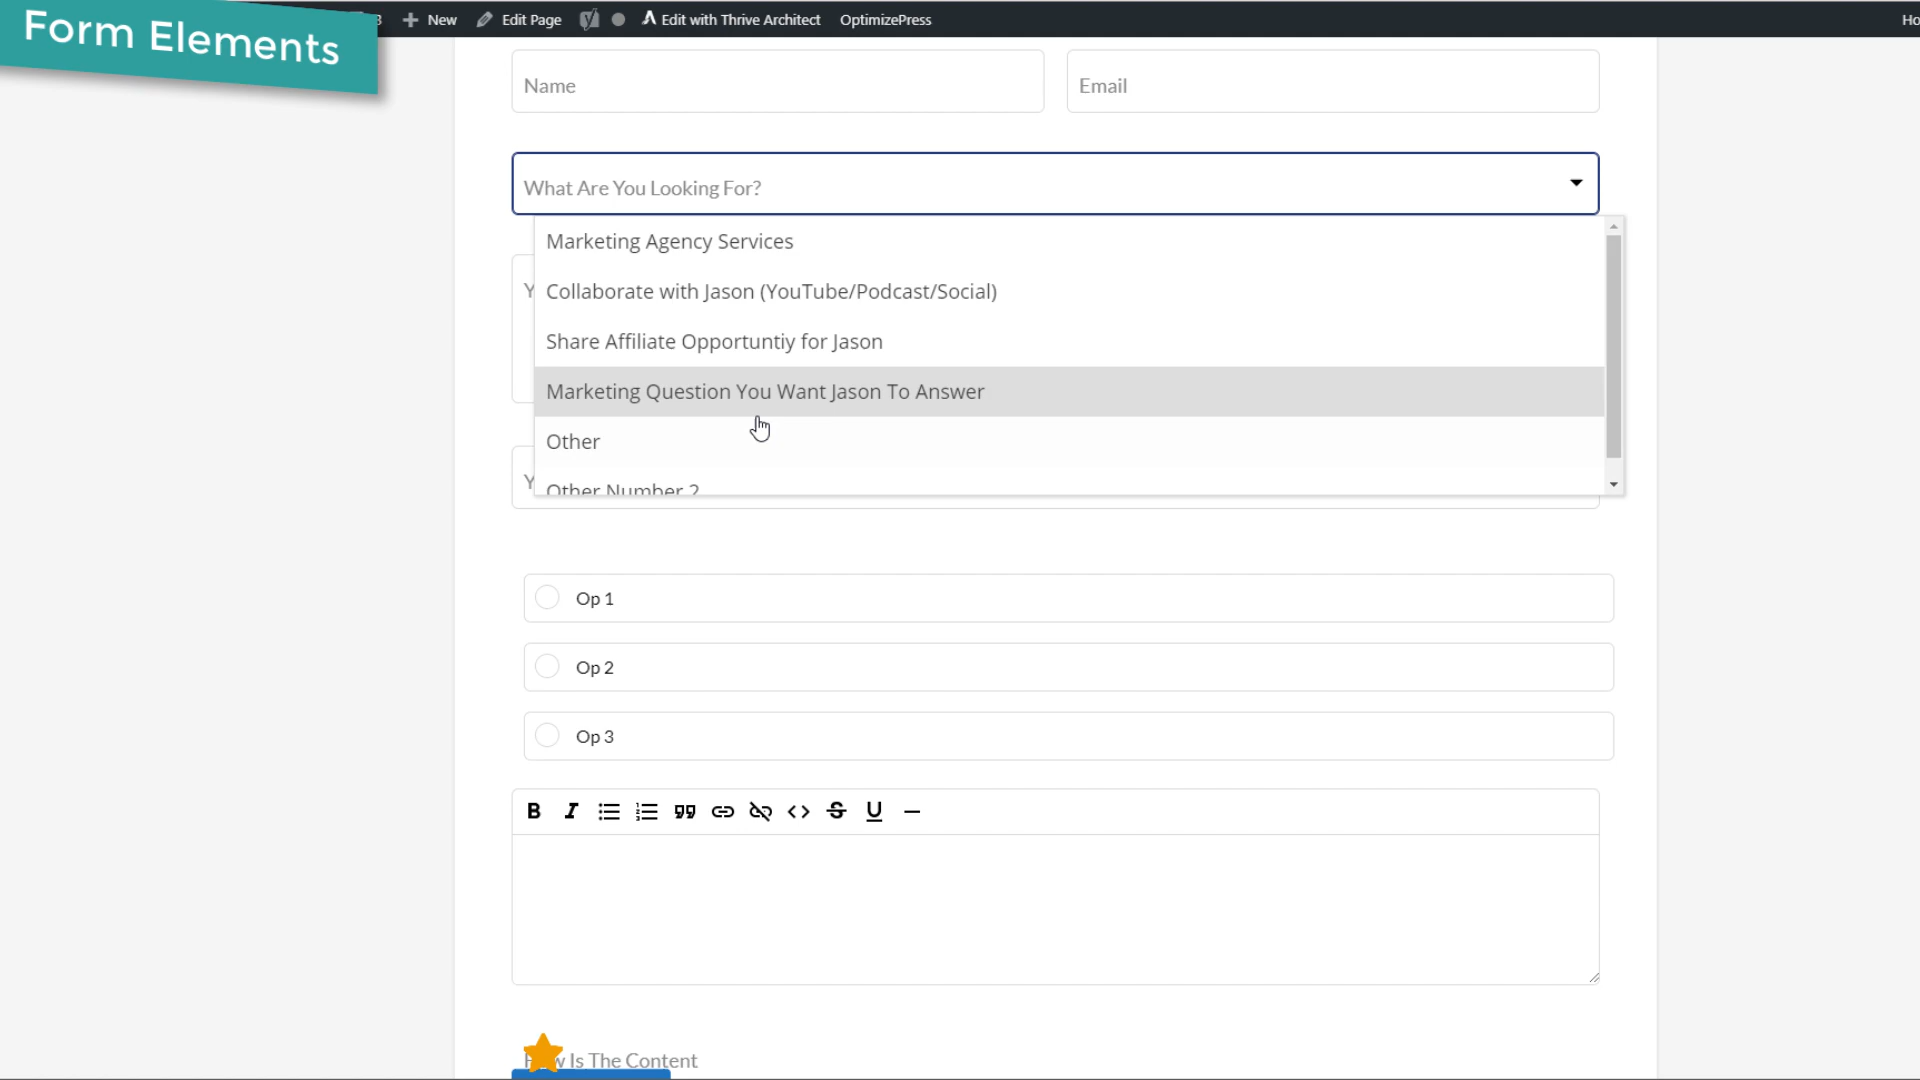 Form Elements
3 New Edit Page Edit with Thrive Architect OptimizePress Ho
Name Email
What Are You Looking For?
Marketing Agency Services
Y Collaborate with Jason (YouTube/Podcast/Social)
Share Affiliate Opportuntiy for Jason
Marketing Question You Want Jason To Answer
Other
Y Other Number 2
Op 1
Op 2
Op 3
B I U
Is The Content